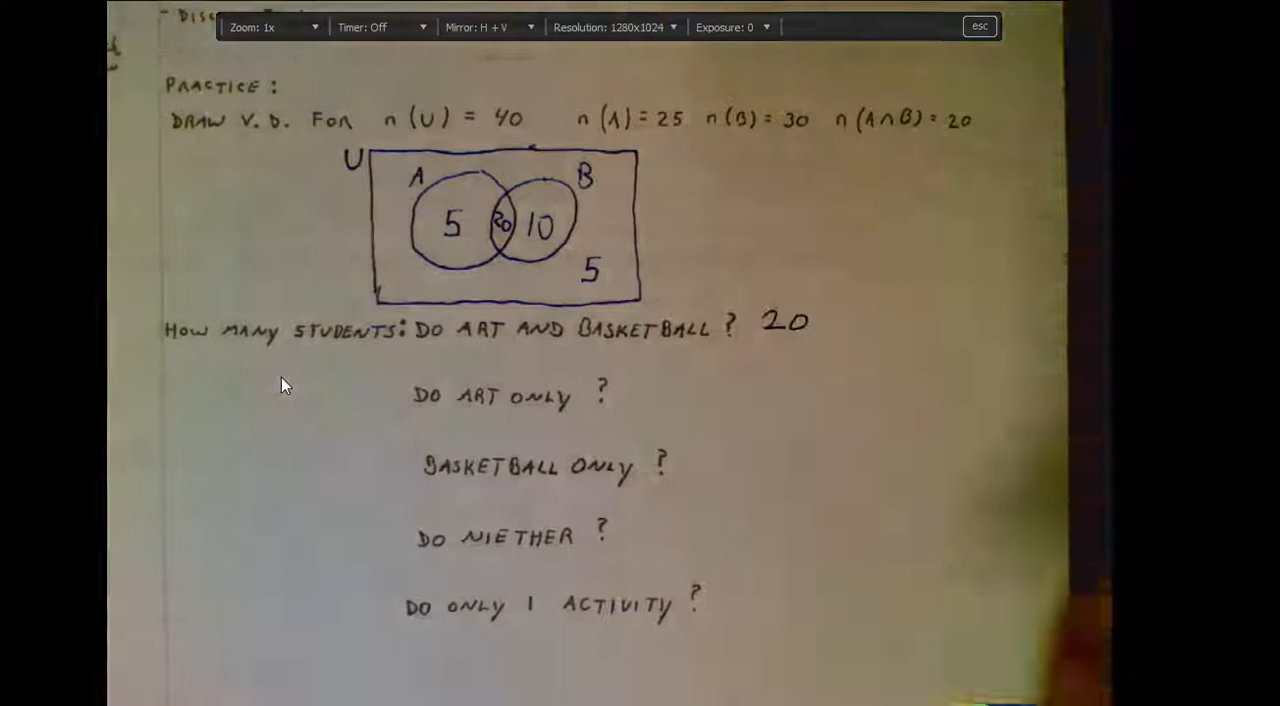 Zoom: 1x Timer: Off Mirror: H + V Resolution: 1280x1024 Exposure: 0 esc
PRACTICE:
DRAW V.D. FOR n(U) = 40 n(A) = 25 n(B) = 30 n(A∩B) = 20
U
A B
5 20 10
5
HOW MANY STUDENTS: DO ART AND BASKETBALL? 20
DO ART ONLY?
BASKETBALL ONLY?
DO NIETHER?
DO ONLY 1 ACTIVITY?